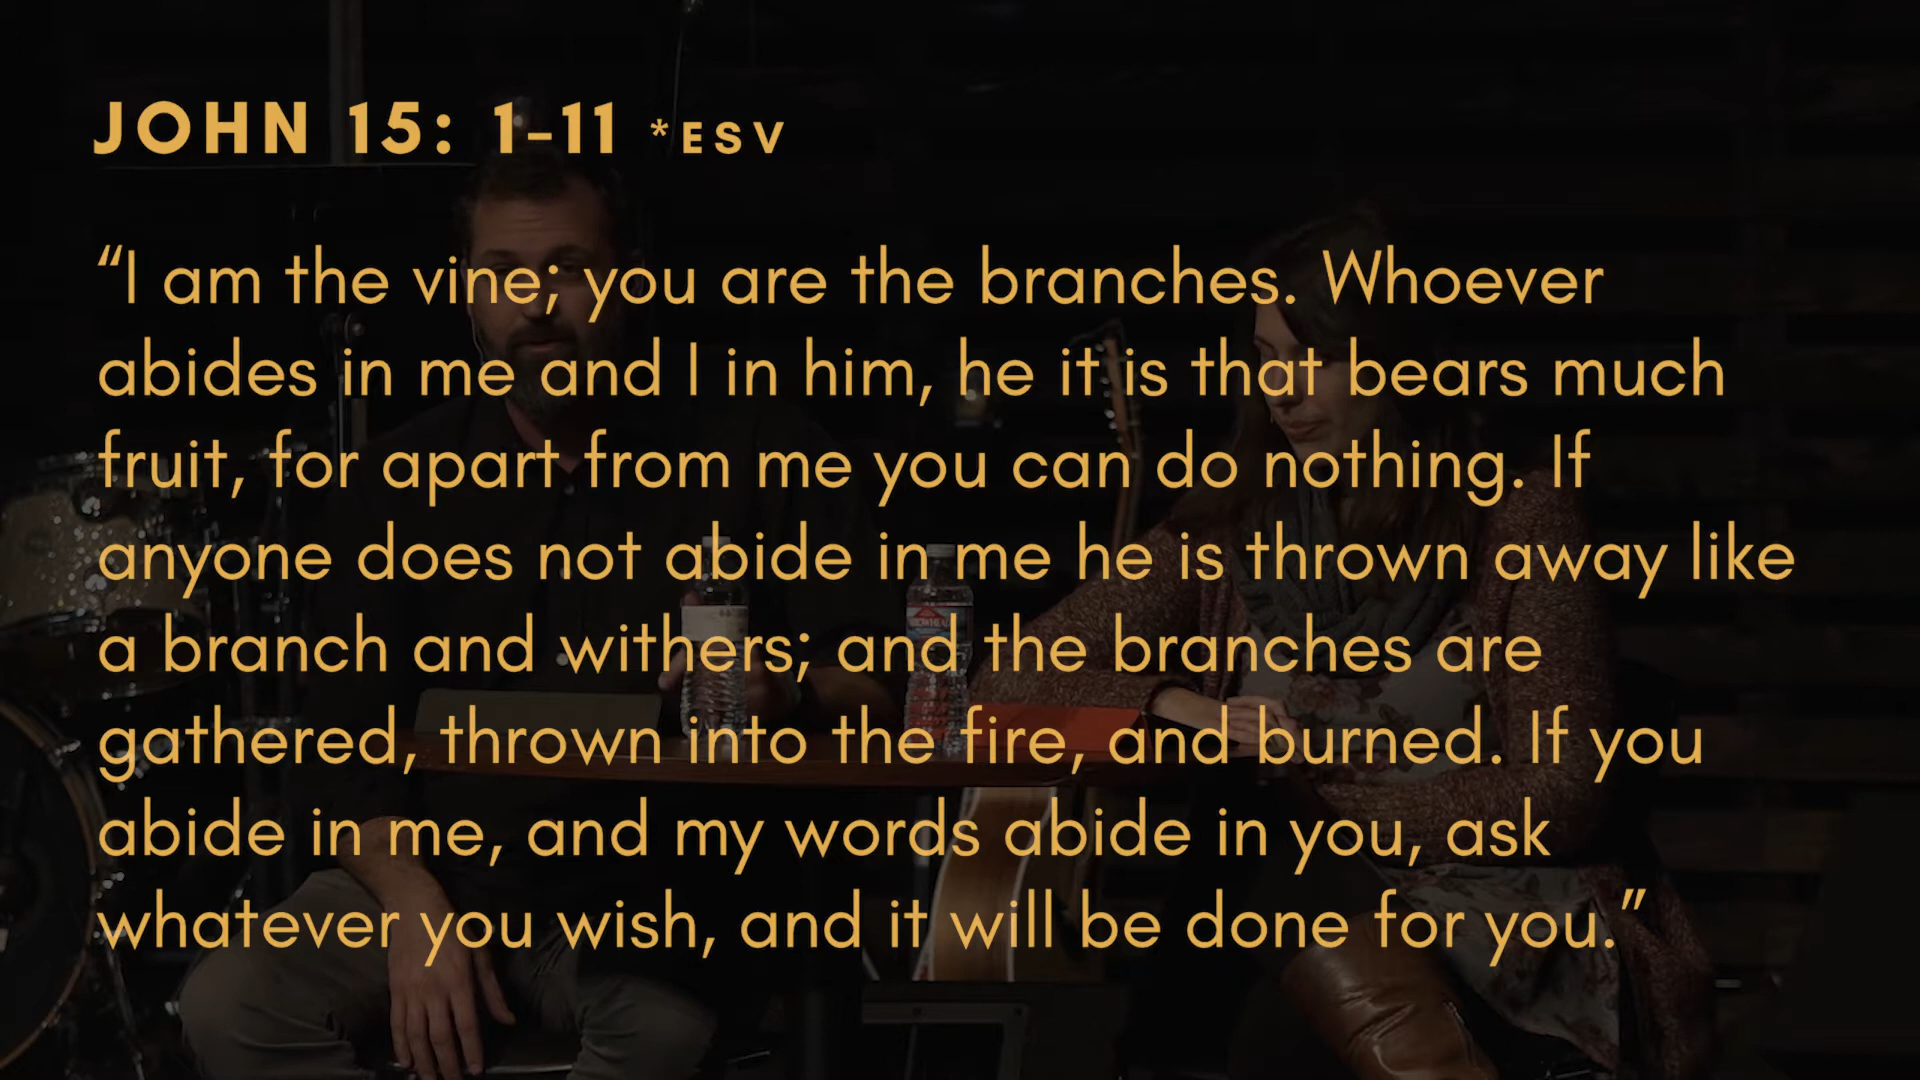 JOHN 15: 1-11 *ESV
“I am the vine; you are the branches. Whoever
abides in me and I in him, he it is that bears much
fruit, for apart from me you can do nothing. If
anyone does not abide in me he is thrown away like
a branch and withers; and the branches are
gathered, thrown into the fire, and burned. If you
abide in me, and my words abide in you, ask
whatever you wish, and it will be done for you.”